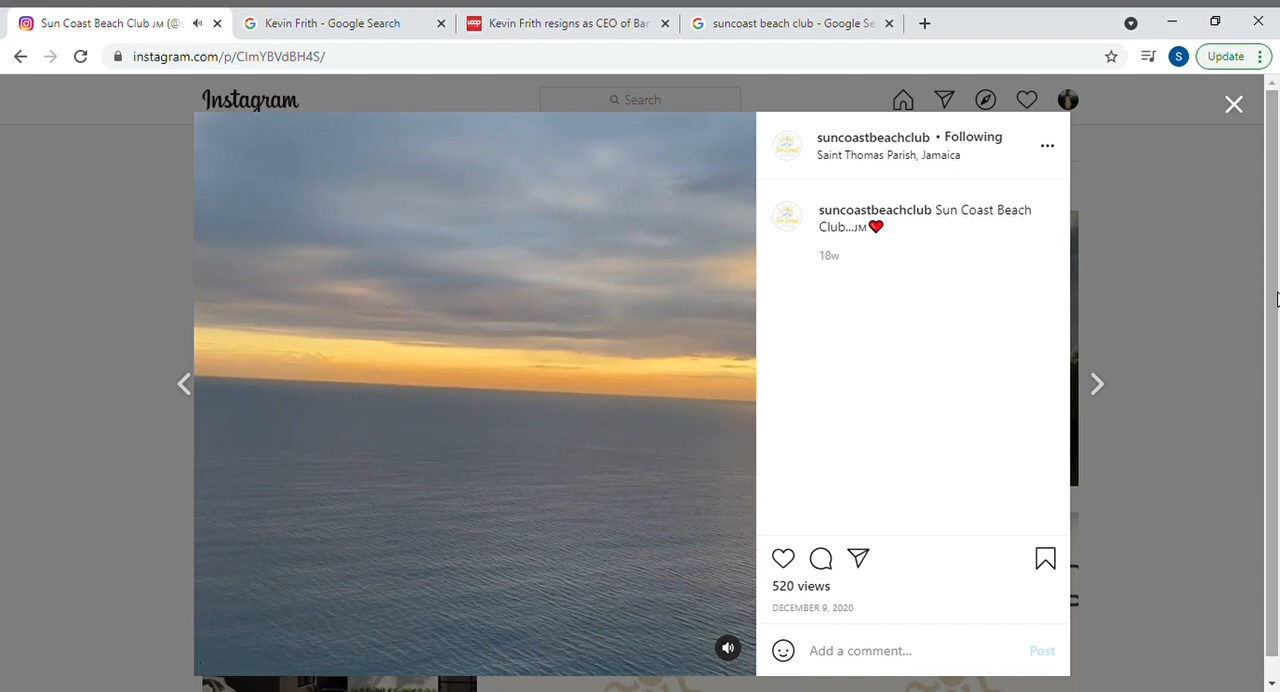 Sun Coast Beach Club JM (@
Kevin Frith - Google Search
LOOP
Kevin Frith resigns as CEO of Bar
suncoast beach club - Google Se
instagram.com/p/CImYBVdBH4S/
S
Update
Instagram
Search
suncoastbeachclub • Following
Saint Thomas Parish, Jamaica
suncoastbeachclub Sun Coast Beach
Club...JM❤️
18w
520 views
DECEMBER 9, 2020
Add a comment...
Post